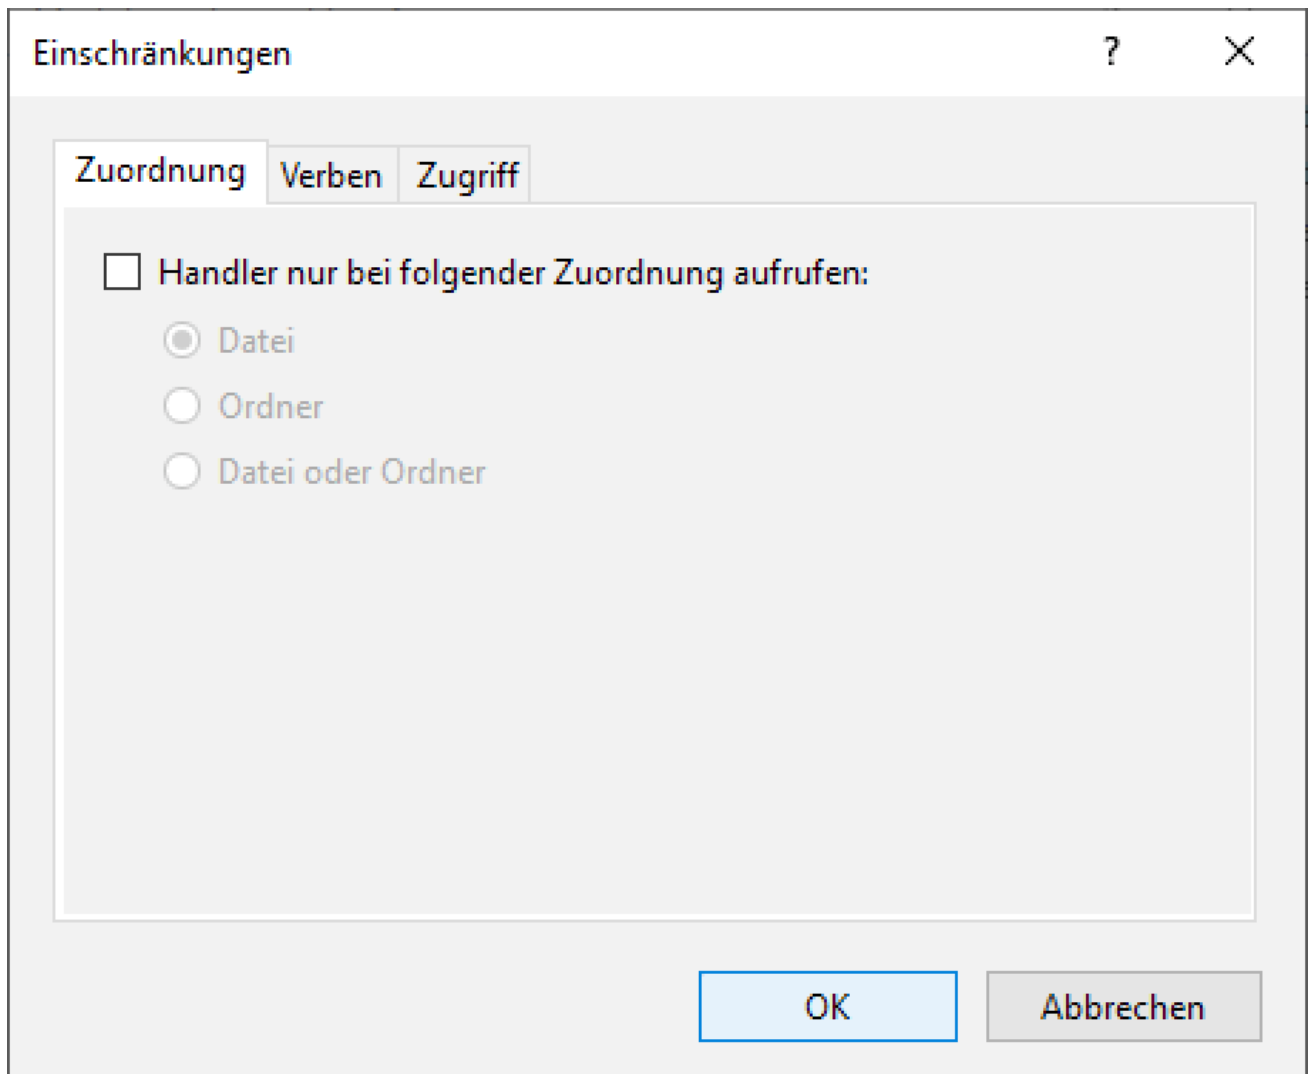 Einschränkungen
Zuordnung Verben Zugriff
Handler nur bei folgender Zuordnung aufrufen:
Datei
Ordner
Datei oder Ordner
OK Abbrechen